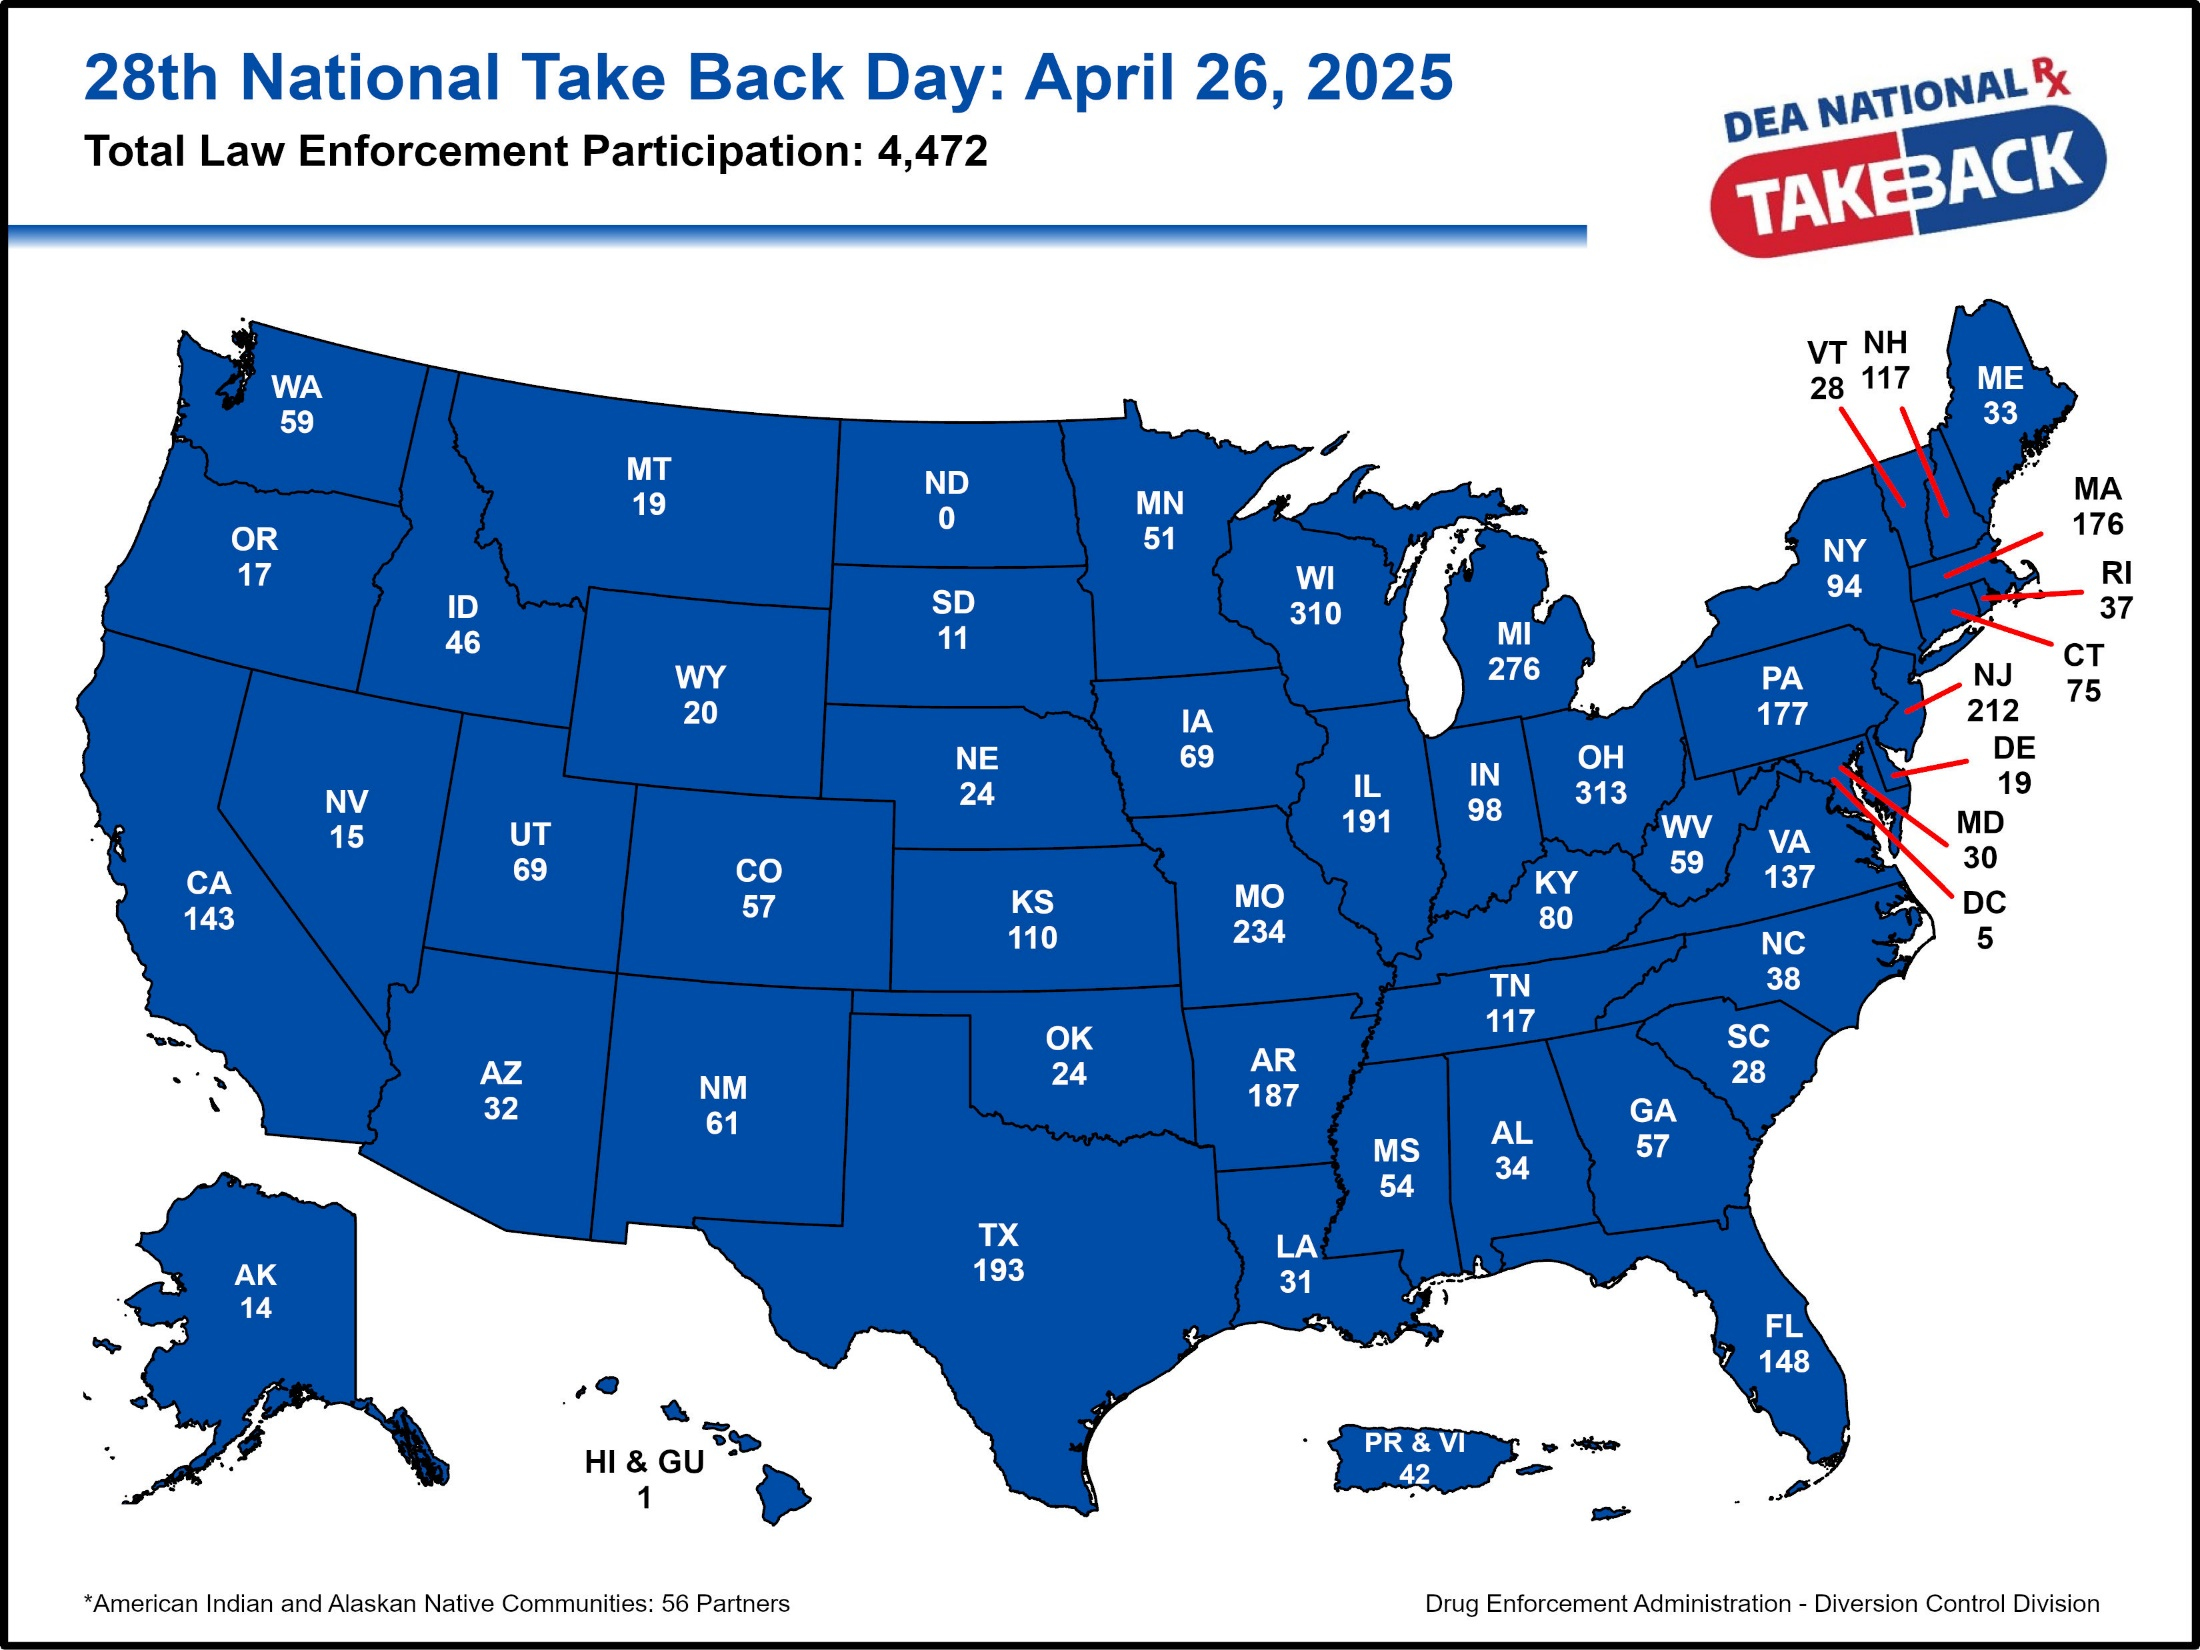 28th National Take Back Day: April 26, 2025
Total Law Enforcement Participation: 4,472
DEA NATIONAL Rx
TAKEBACK
WA
59
OR
17
ID
46
MT
19
ND
0
SD
11
MN
51
WI
310
MI
276
WY
20
NE
24
IA
69
IL
191
IN
98
OH
313
PA
177
NY
94
VT
28
NH
117
ME
33
MA
176
RI
37
CT
75
NJ
212
DE
19
MD
30
DC
5
CA
143
NV
15
UT
69
CO
57
KS
110
MO
234
KY
80
WV
59
VA
137
NC
38
TN
117
SC
28
AZ
32
NM
61
OK
24
AR
187
MS
54
AL
34
GA
57
TX
193
LA
31
FL
148
AK
14
HI & GU
1
PR & VI
42
*American Indian and Alaskan Native Communities: 56 Partners
Drug Enforcement Administration - Diversion Control Division